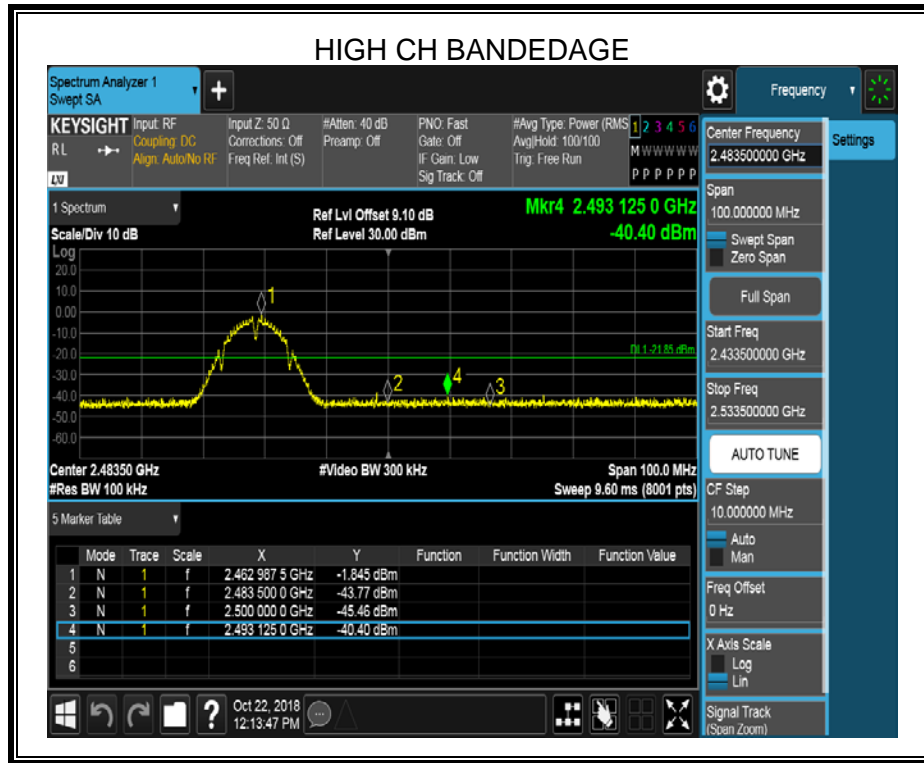 HIGH CH BANDEDAGE
Spectrum Analyzer 1
Swept SA
+
Frequency
KEYSIGHT
RL
LXI
Input: RF
Coupling: DC
Align: Auto/No RF
Input Z: 50 Ω
Corrections: Off
Freq Ref: Int (S)
#Atten: 40 dB
Preamp: Off
PNO: Fast
Gate: Off
IF Gain: Low
Sig Track: Off
#Avg Type: Power (RMS
Avg|Hold: 100/100
Trig: Free Run
1 2 3 4 5 6
M W W W W W
P P P P P P
Center Frequency
2.483500000 GHz
Settings
Span
100.000000 MHz
Swept Span
Zero Span
Full Span
Start Freq
2.433500000 GHz
Stop Freq
2.533500000 GHz
AUTO TUNE
CF Step
10.000000 MHz
Auto
Man
Freq Offset
0 Hz
X Axis Scale
Log
Lin
Signal Track
(Span Zoom)
1 Spectrum
Scale/Div 10 dB
Ref Lvl Offset 9.10 dB
Ref Level 30.00 dBm
Mkr4 2.493 125 0 GHz
-40.40 dBm
Log
20.0
10.0
0.00
-10.0
-20.0
-30.0
-40.0
-50.0
-60.0
1
DL1 -21.85 dBm
2
4
3
Center 2.48350 GHz
#Video BW 300 kHz
Span 100.0 MHz
#Res BW 100 kHz
Sweep 9.60 ms (8001 pts)
5 Marker Table
Mode Trace Scale X Y Function Function Width Function Value
1 N 1 f 2.462 987 5 GHz -1.845 dBm
2 N 1 f 2.483 500 0 GHz -43.77 dBm
3 N 1 f 2.500 000 0 GHz -45.46 dBm
4 N 1 f 2.493 125 0 GHz -40.40 dBm
5
6
?
Oct 22, 2018
12:13:47 PM